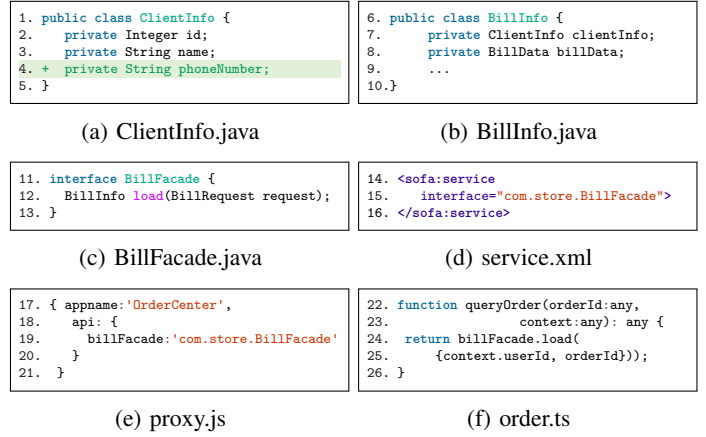 1. public class ClientInfo {
2.    private Integer id;
3.    private String name;
4. +  private String phoneNumber;
5. }
(a) ClientInfo.java
6. public class BillInfo {
7.     private ClientInfo clientinfo;
8.     private BillData billData;
9.     ...
10.}
(b) BillInfo.java
11. interface BillFacade {
12.   BillInfo load(BillRequest request);
13. }
(c) BillFacade.java
14. <sofa:service
15.    interface="com.store.BillFacade">
16. </sofa:service>
(d) service.xml
17. { appname:'OrderCenter',
18.    api: {
19.      billFacade:'com.store.BillFacade'
20.    }
21.  }
(e) proxy.js
22. function queryOrder(orderId:any,
23.                context:any): any {
24.  return billFacade.load(
25.      {context.userId, orderId}));
26. }
(f) order.ts